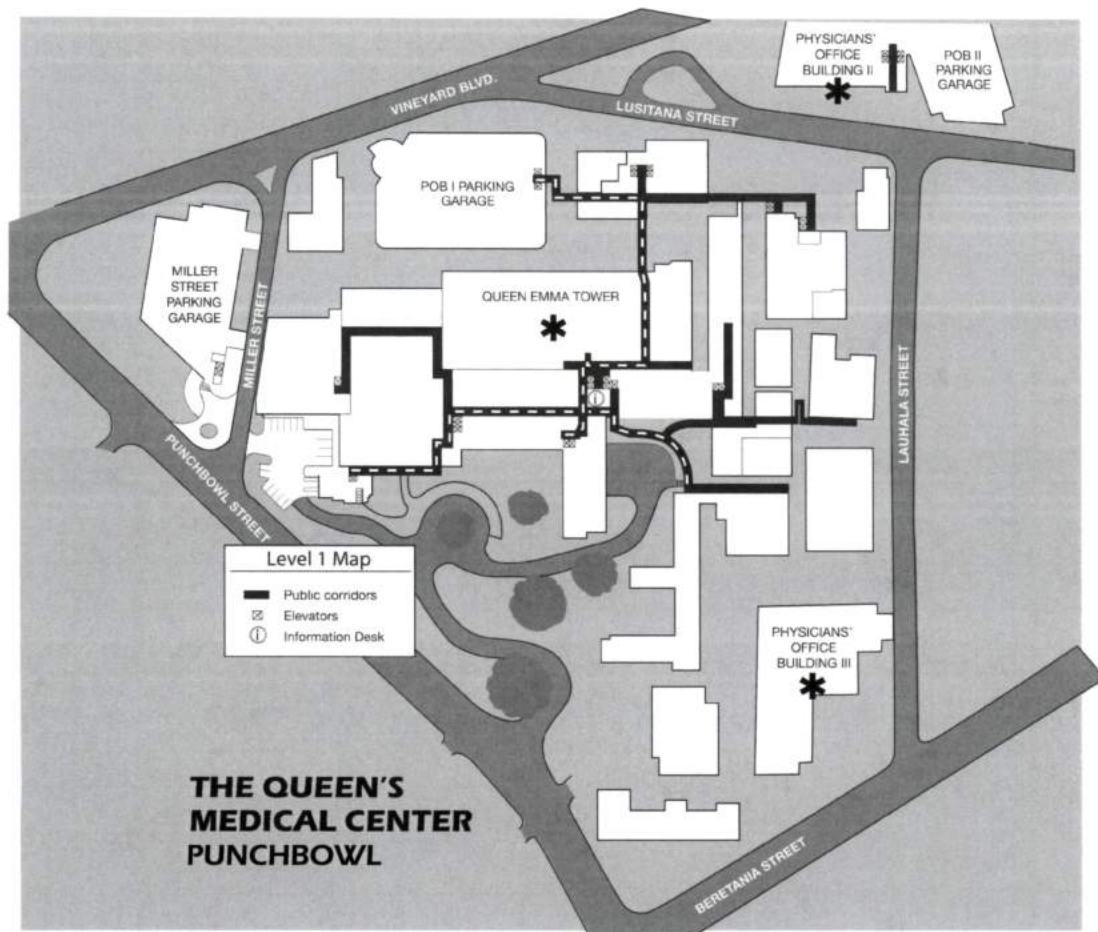 VINEYARD BLVD.
PHYSICIANS'
OFFICE
BUILDING II
POB II
PARKING
GARAGE
LUSITANA STREET
POB I PARKING
GARAGE
MILLER
STREET
PARKING
GARAGE
MILLER STREET
QUEEN EMMA TOWER
i
LAUHALA STREET
PUNCHBOWL STREET
Level 1 Map
Public corridors
Elevators
i Information Desk
PHYSICIANS'
OFFICE
BUILDING III
THE QUEEN'S
MEDICAL CENTER
PUNCHBOWL
BERETANIA STREET